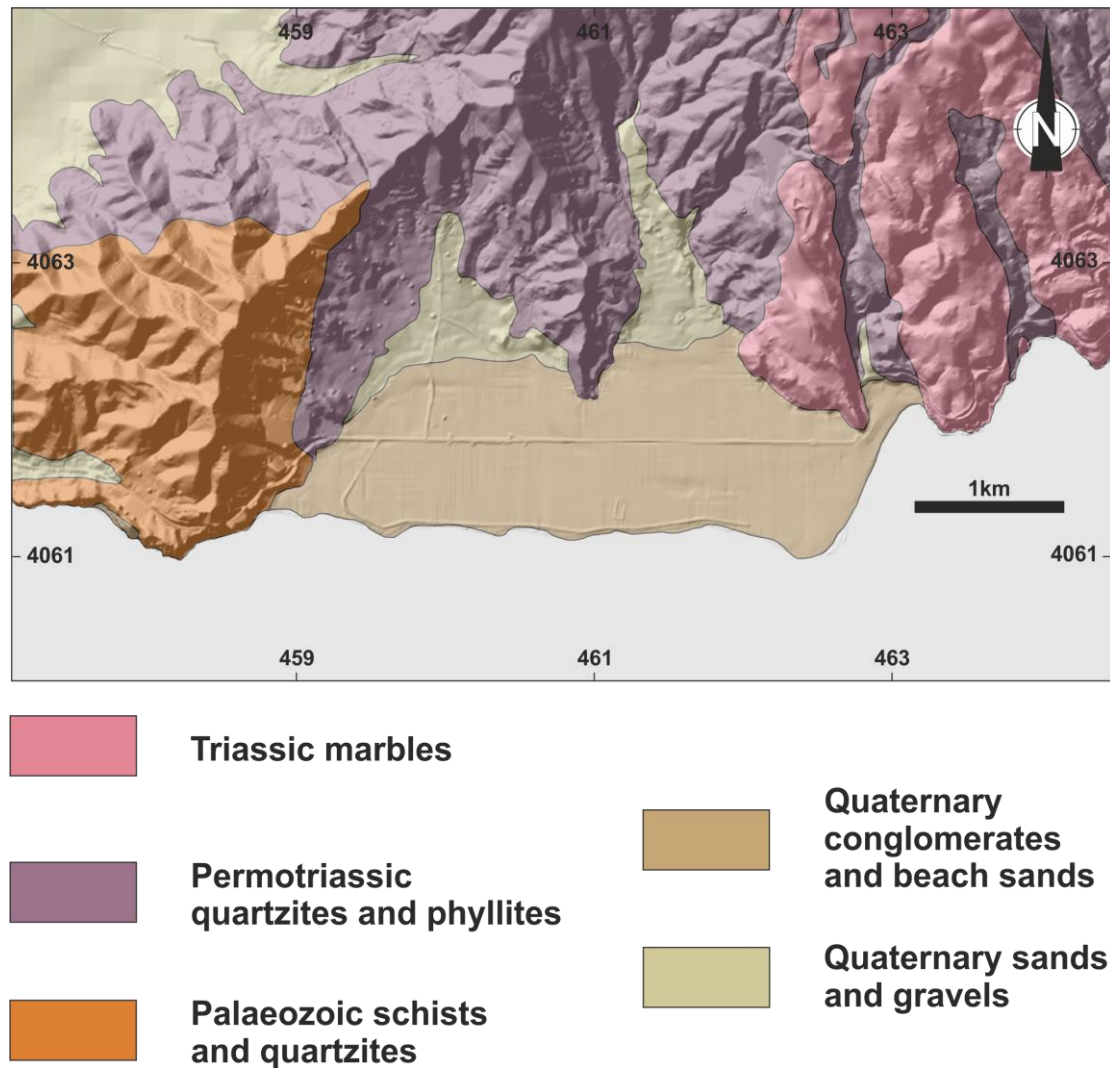 459 461 463
N
4063 4063
1km
4061 4061
459 461 463
Triassic marbles
Permotriassic
quartzites and phyllites
Palaeozoic schists
and quartzites
Quaternary
conglomerates
and beach sands
Quaternary sands
and gravels